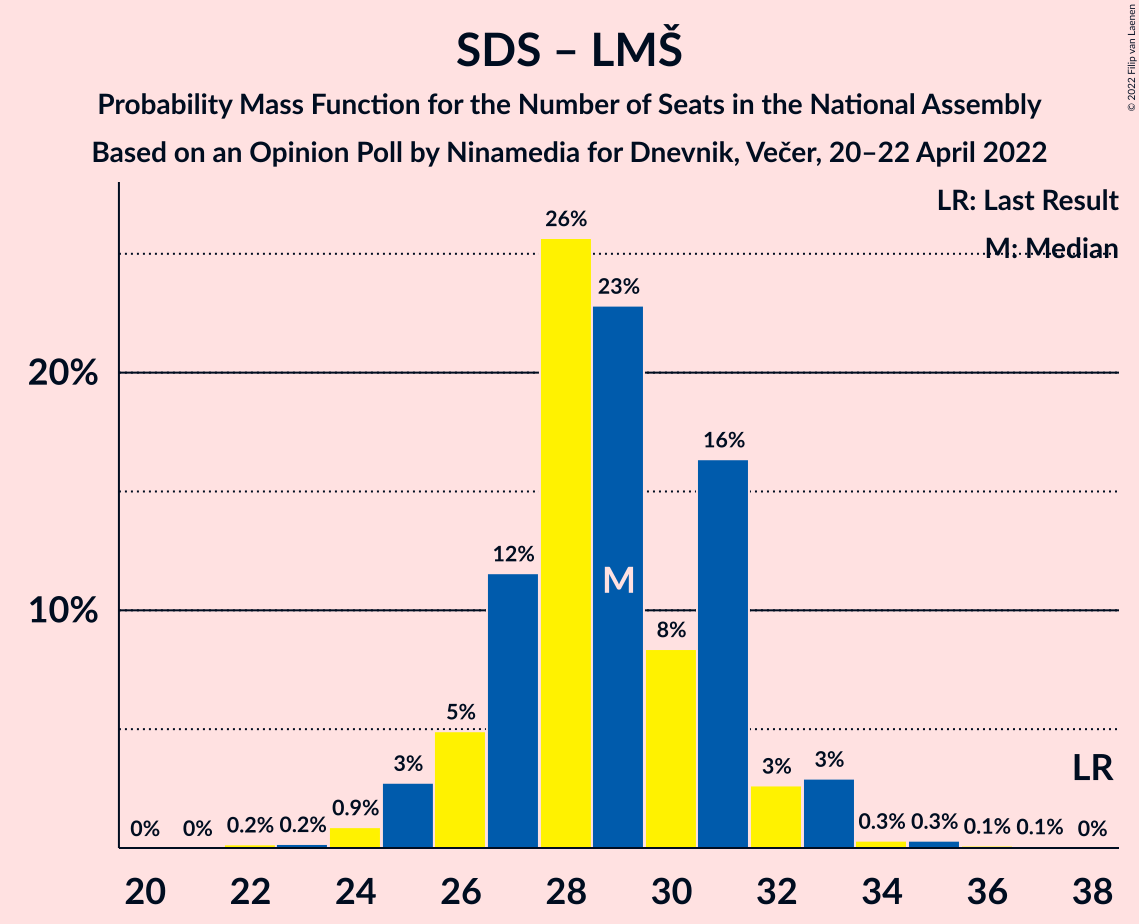 SDS – LMŠ
Probability Mass Function for the Number of Seats in the National Assembly
Based on an Opinion Poll by Ninamedia for Dnevnik, Večer, 20–22 April 2022
© 2022 Filip van Laenen
LR: Last Result
M: Median
20%
10%
0%
0%
0.2%
0.2%
0.9%
3%
5%
12%
26%
23%
8%
16%
3%
3%
0.3%
0.3%
0.1%
0.1%
0%
M
LR
20 22 24 26 28 30 32 34 36 38